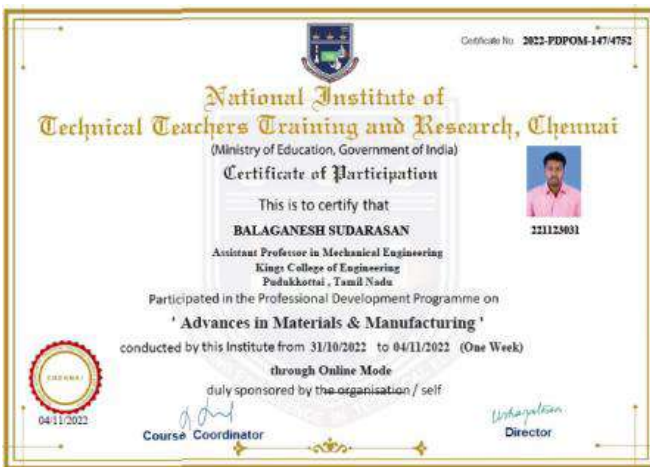 Certificate No. 2022-PDPOM-147/4752
National Institute of
Technical Teachers Training and Research, Chennai
(Ministry of Education, Government of India)
Certificate of Participation
This is to certify that
BALAGANESH SUDARASAN
221123031
Assistant Professor in Mechanical Engineering
Kings College of Engineering
Pudukkottai , Tamil Nadu
Participated in the Professional Development Programme on
' Advances in Materials & Manufacturing '
conducted by this Institute from 31/10/2022 to 04/11/2022 (One Week)
through Online Mode
duly sponsored by the organisation / self
CHENNAI
04/11/2022
Course Coordinator
Director